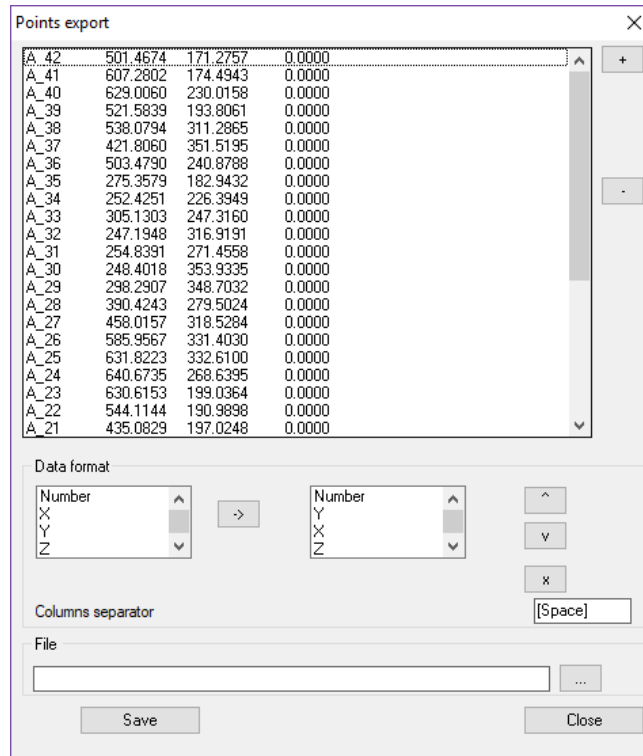 Points export
A_42 501.4674 171.2757 0.0000
A_41 607.2802 174.4943 0.0000
A_40 629.0060 230.0158 0.0000
A_39 521.5839 193.8061 0.0000
A_38 538.0794 311.2865 0.0000
A_37 421.8060 351.5195 0.0000
A_36 503.4790 240.8788 0.0000
A_35 275.3579 182.9432 0.0000
A_34 252.4251 226.3949 0.0000
A_33 305.1303 247.3160 0.0000
A_32 247.1948 316.9191 0.0000
A_31 254.8391 271.4558 0.0000
A_30 248.4018 353.9335 0.0000
A_29 298.2907 348.7032 0.0000
A_28 390.4243 279.5024 0.0000
A_27 458.0157 318.5284 0.0000
A_26 585.9567 331.4030 0.0000
A_25 631.8223 332.6100 0.0000
A_24 640.6735 268.6395 0.0000
A_23 630.6153 199.0364 0.0000
A_22 544.1144 190.9898 0.0000
A_21 435.0829 197.0248 0.0000
+
-
Data format
Number
X
Y
Z
->
Number
Y
X
Z
^
v
x
Columns separator
[Space]
File
...
Save
Close